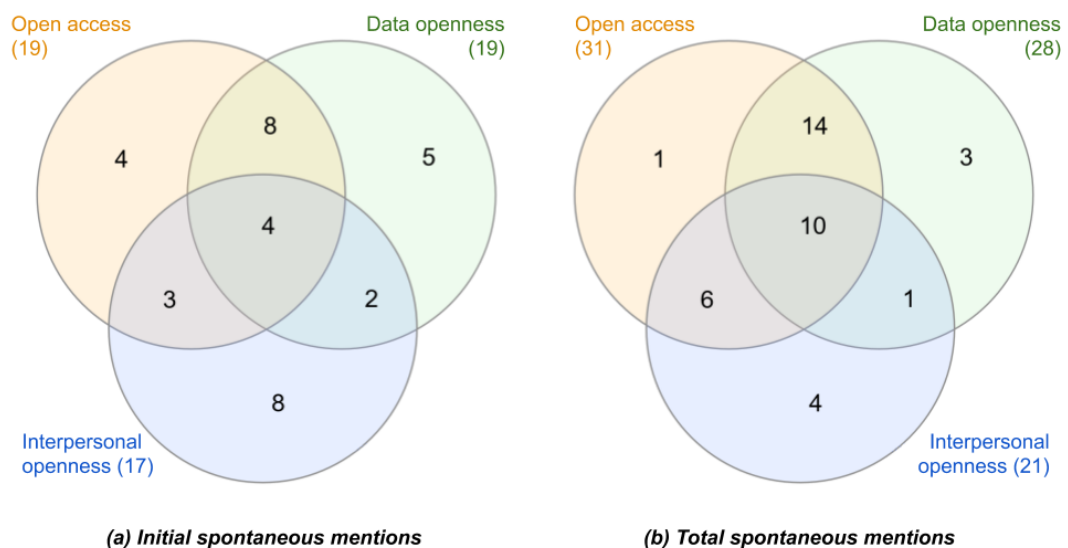 Open access
(19)
Data openness
(19)
8
4
5
4
3
2
8
Interpersonal
openness (17)
(a) Initial spontaneous mentions
Open access
(31)
Data openness
(28)
14
1
3
10
6
1
4
Interpersonal
openness (21)
(b) Total spontaneous mentions